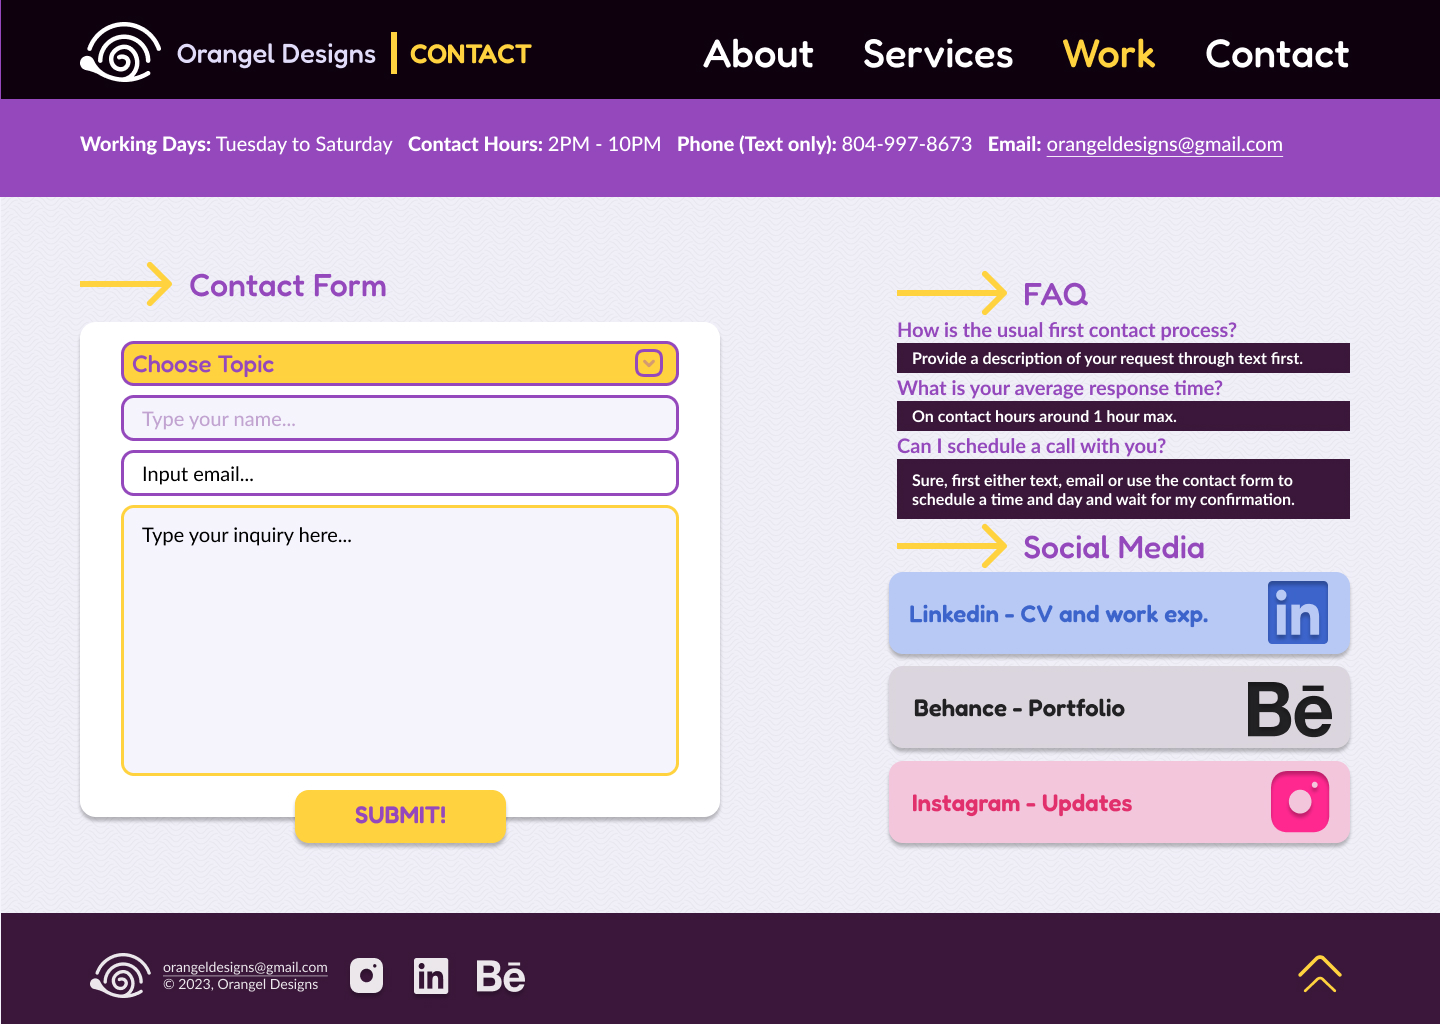 Orangel Designs | CONTACT
About Services Work Contact
Working Days: Tuesday to Saturday Contact Hours: 2PM - 10PM Phone (Text only): 804-997-8673 Email: orangeldesigns@gmail.com
Contact Form
Choose Topic
Type your name...
Input email...
Type your inquiry here...
SUBMIT!
FAQ
How is the usual first contact process?
Provide a description of your request through text first.
What is your average response time?
On contact hours around 1 hour max.
Can I schedule a call with you?
Sure, first either text, email or use the contact form to
schedule a time and day and wait for my confirmation.
Social Media
Linkedin - CV and work exp.
in
Behance - Portfolio
Bē
Instagram - Updates
orangeldesigns@gmail.com
© 2023, Orangel Designs
in
Bē